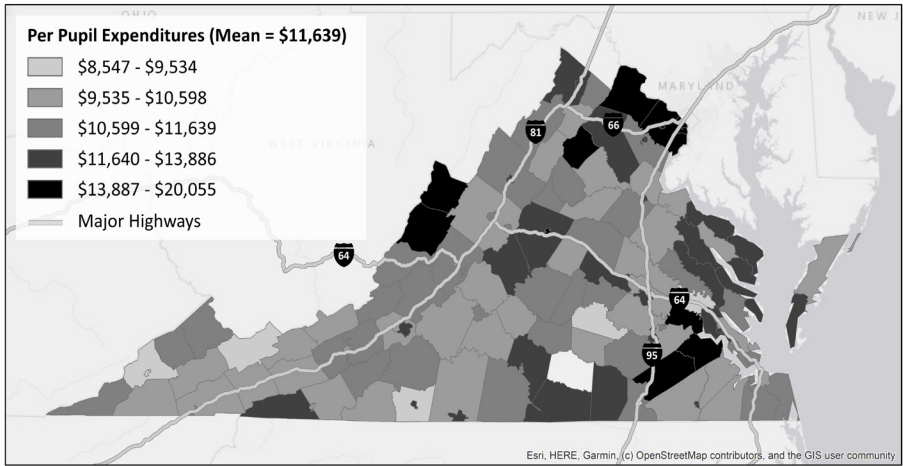 OHIO
NEW J
Per Pupil Expenditures (Mean = $11,639)
$8,547 - $9,534
$9,535 - $10,598
$10,599 - $11,639
$11,640 - $13,886
$13,887 - $20,055
Major Highways
MARYLAND
WEST VIRGINIA
81
66
64
64
95
Esri, HERE, Garmin, (c) OpenStreetMap contributors, and the GIS user community